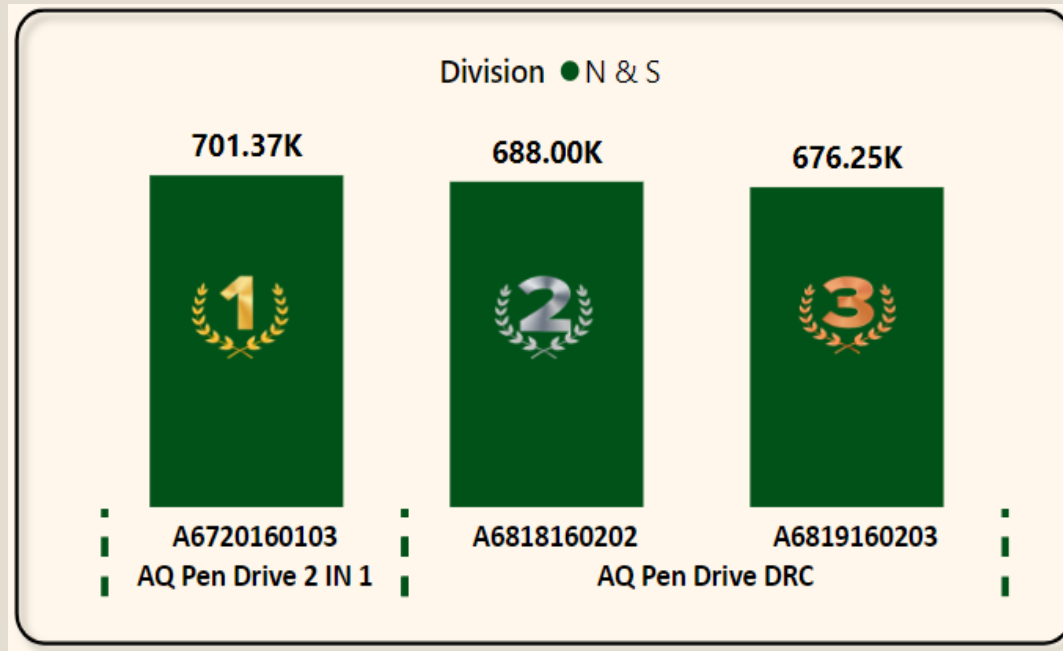 Division N & S
701.37K
688.00K
676.25K
1
2
3
A6720160103
A6818160202
A6819160203
AQ Pen Drive 2 IN 1
AQ Pen Drive DRC